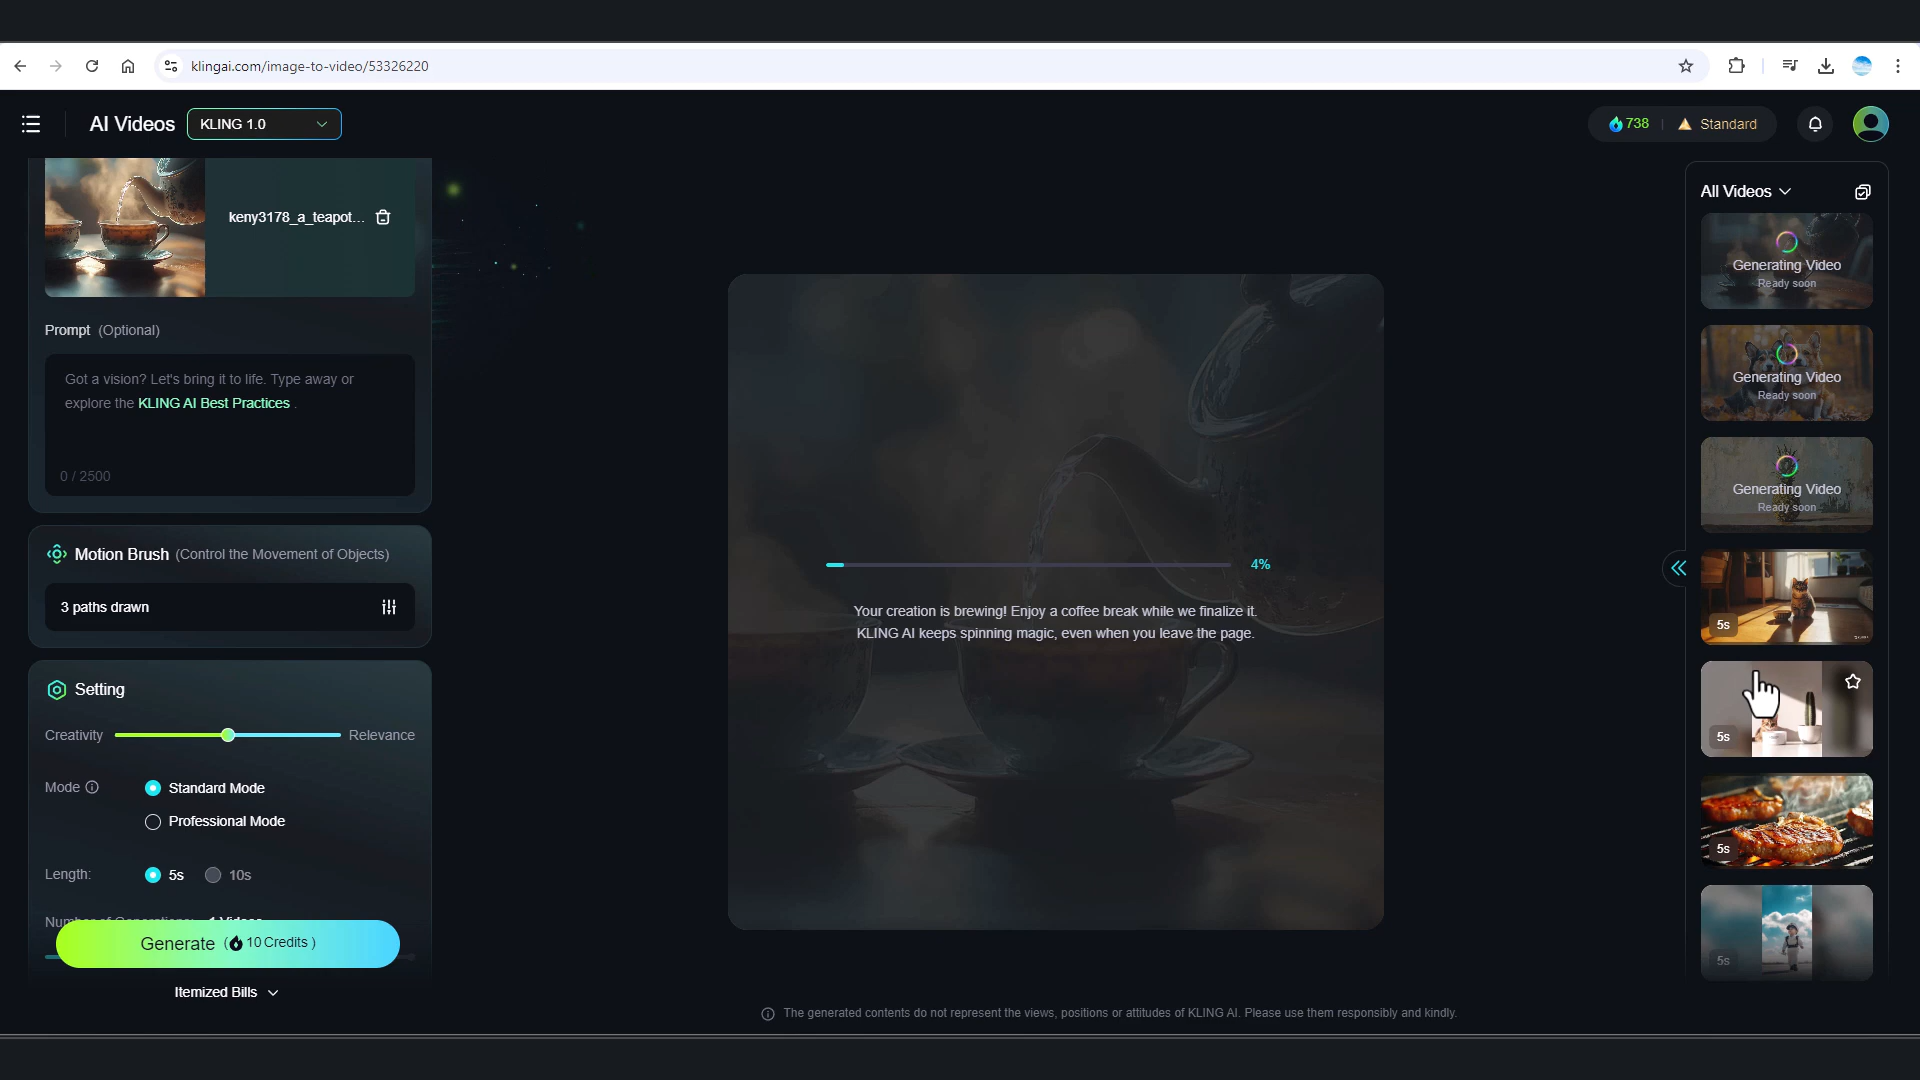 klingai.com/image-to-video/53326220
AI Videos
KLING 1.0
738
Standard
keny3178_a_teapot...
Prompt (Optional)
Got a vision? Let's bring it to life. Type away or
explore the KLING AI Best Practices .
0 / 2500
Motion Brush (Control the Movement of Objects)
3 paths drawn
Setting
Creativity
Relevance
Mode
Standard Mode
Professional Mode
Length:
5s
10s
Number of Generations: 1 Videos
Generate ( 10 Credits )
Itemized Bills
4%
Your creation is brewing! Enjoy a coffee break while we finalize it.
KLING AI keeps spinning magic, even when you leave the page.
The generated contents do not represent the views, positions or attitudes of KLING AI. Please use them responsibly and kindly.
All Videos
Generating Video
Ready soon
Generating Video
Ready soon
Generating Video
Ready soon
5s
5s
5s
5s